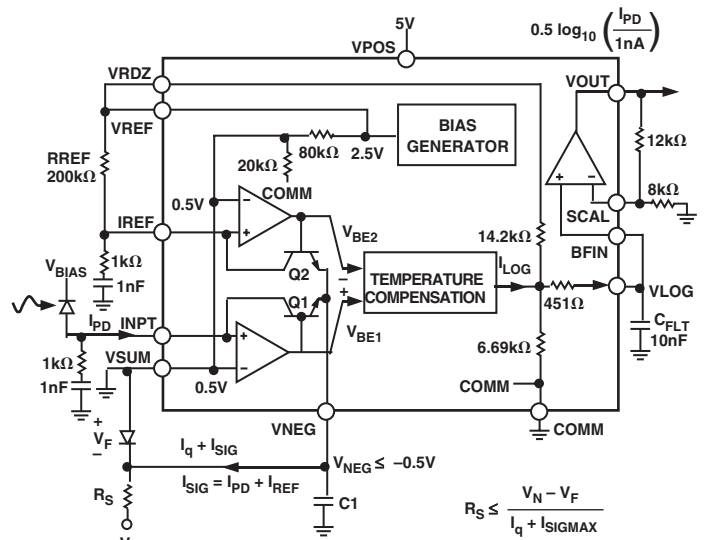 5V
0.5 log10 (IPD / 1nA)
VPOS
VRDZ
VOUT
VREF
BIAS GENERATOR
80kΩ
2.5V
20kΩ
COMM
12kΩ
RREF
200kΩ
0.5V
8kΩ
SCAL
IREF
BFIN
VBE2
14.2kΩ
1kΩ
1nF
VBIAS
Q2
TEMPERATURE
COMPENSATION
ILOG
451Ω
VLOG
Q1
IPD
INPT
VBE1
CFLT
10nF
6.69kΩ
1kΩ
VSUM
1nF
0.5V
COMM
VNEG
COMM
+
VF
–
Iq + ISIG
VNEG ≤ –0.5V
ISIG = IPD + IREF
RS
C1
RS ≤ (VN – VF) / (Iq + ISIGMAX)